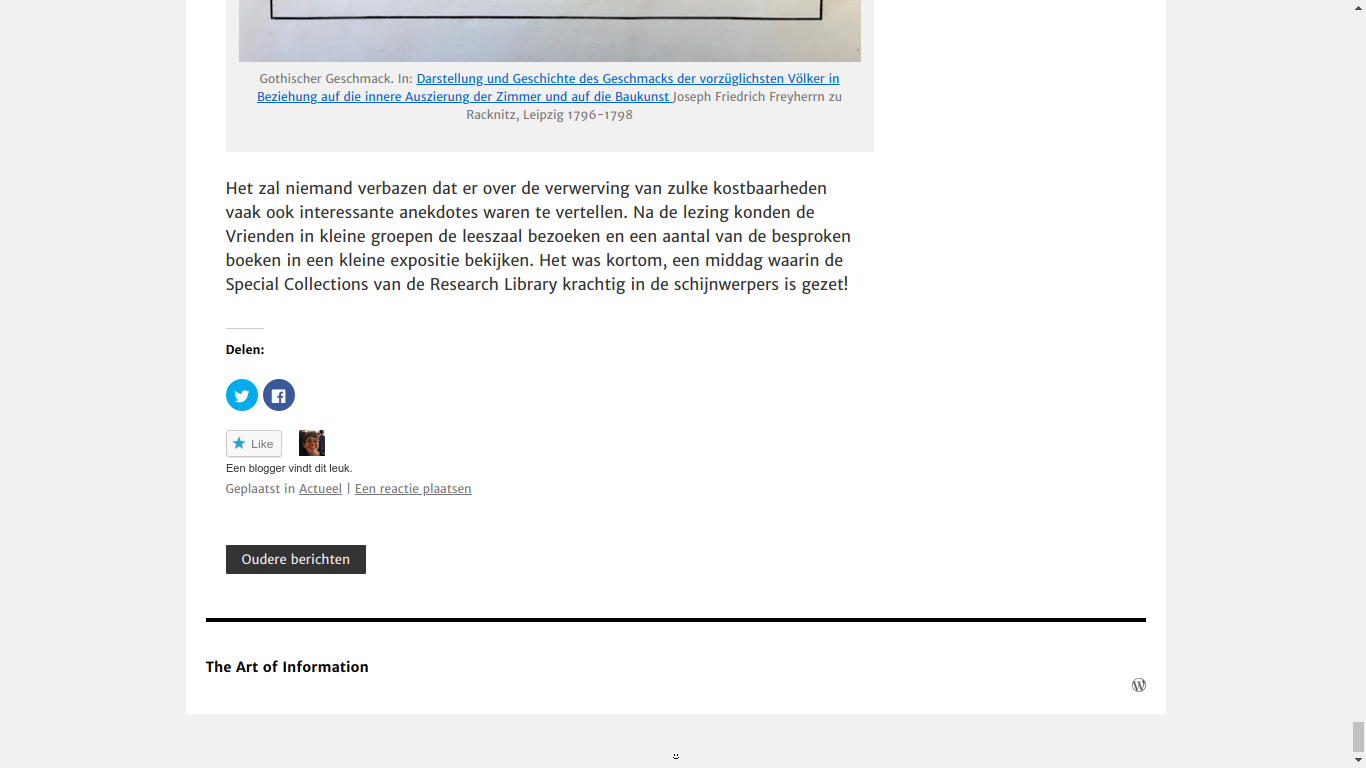 Gothischer Geschmack. In: Darstellung und Geschichte des Geschmacks der vorzüglichsten Völker in
Beziehung auf die innere Auszierung der Zimmer und auf die Baukunst Joseph Friedrich Freyherrn zu
Racknitz, Leipzig 1796-1798
Het zal niemand verbazen dat er over de verwerving van zulke kostbaarheden
vaak ook interessante anekdotes waren te vertellen. Na de lezing konden de
Vrienden in kleine groepen de leeszaal bezoeken en een aantal van de besproken
boeken in een kleine expositie bekijken. Het was kortom, een middag waarin de
Special Collections van de Research Library krachtig in de schijnwerpers is gezet!
Delen:
Like
Een blogger vindt dit leuk.
Geplaatst in Actueel | Een reactie plaatsen
Oudere berichten
The Art of Information